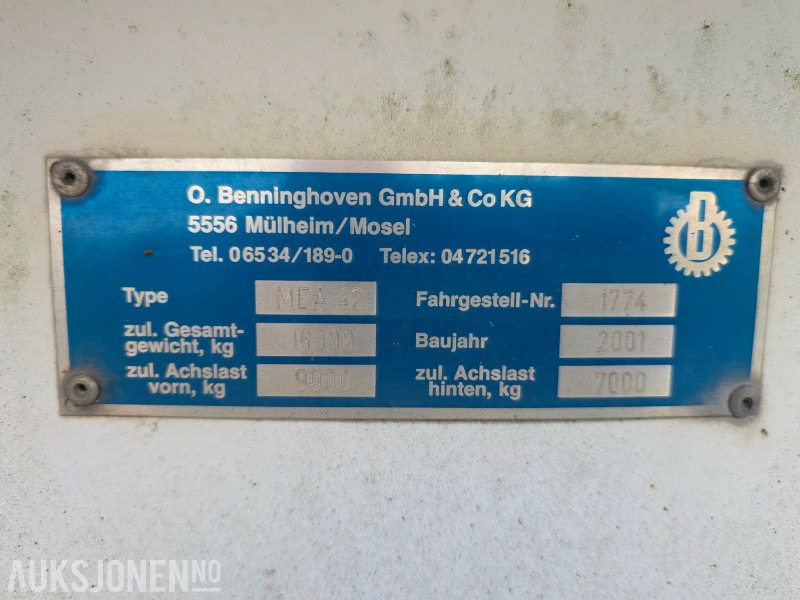 O. Benninghoven GmbH & Co KG
5556 Mülheim/Mosel
Tel. 06534/189-0 Telex: 04721516
Type MEA 42 Fahrgestell-Nr. 1774
zul. Gesamt-
gewicht, kg 16000 Baujahr 2001
zul. Achslast
vorn, kg 9000 zul. Achslast
hinten, kg 7000
AUKSJONEN.NO